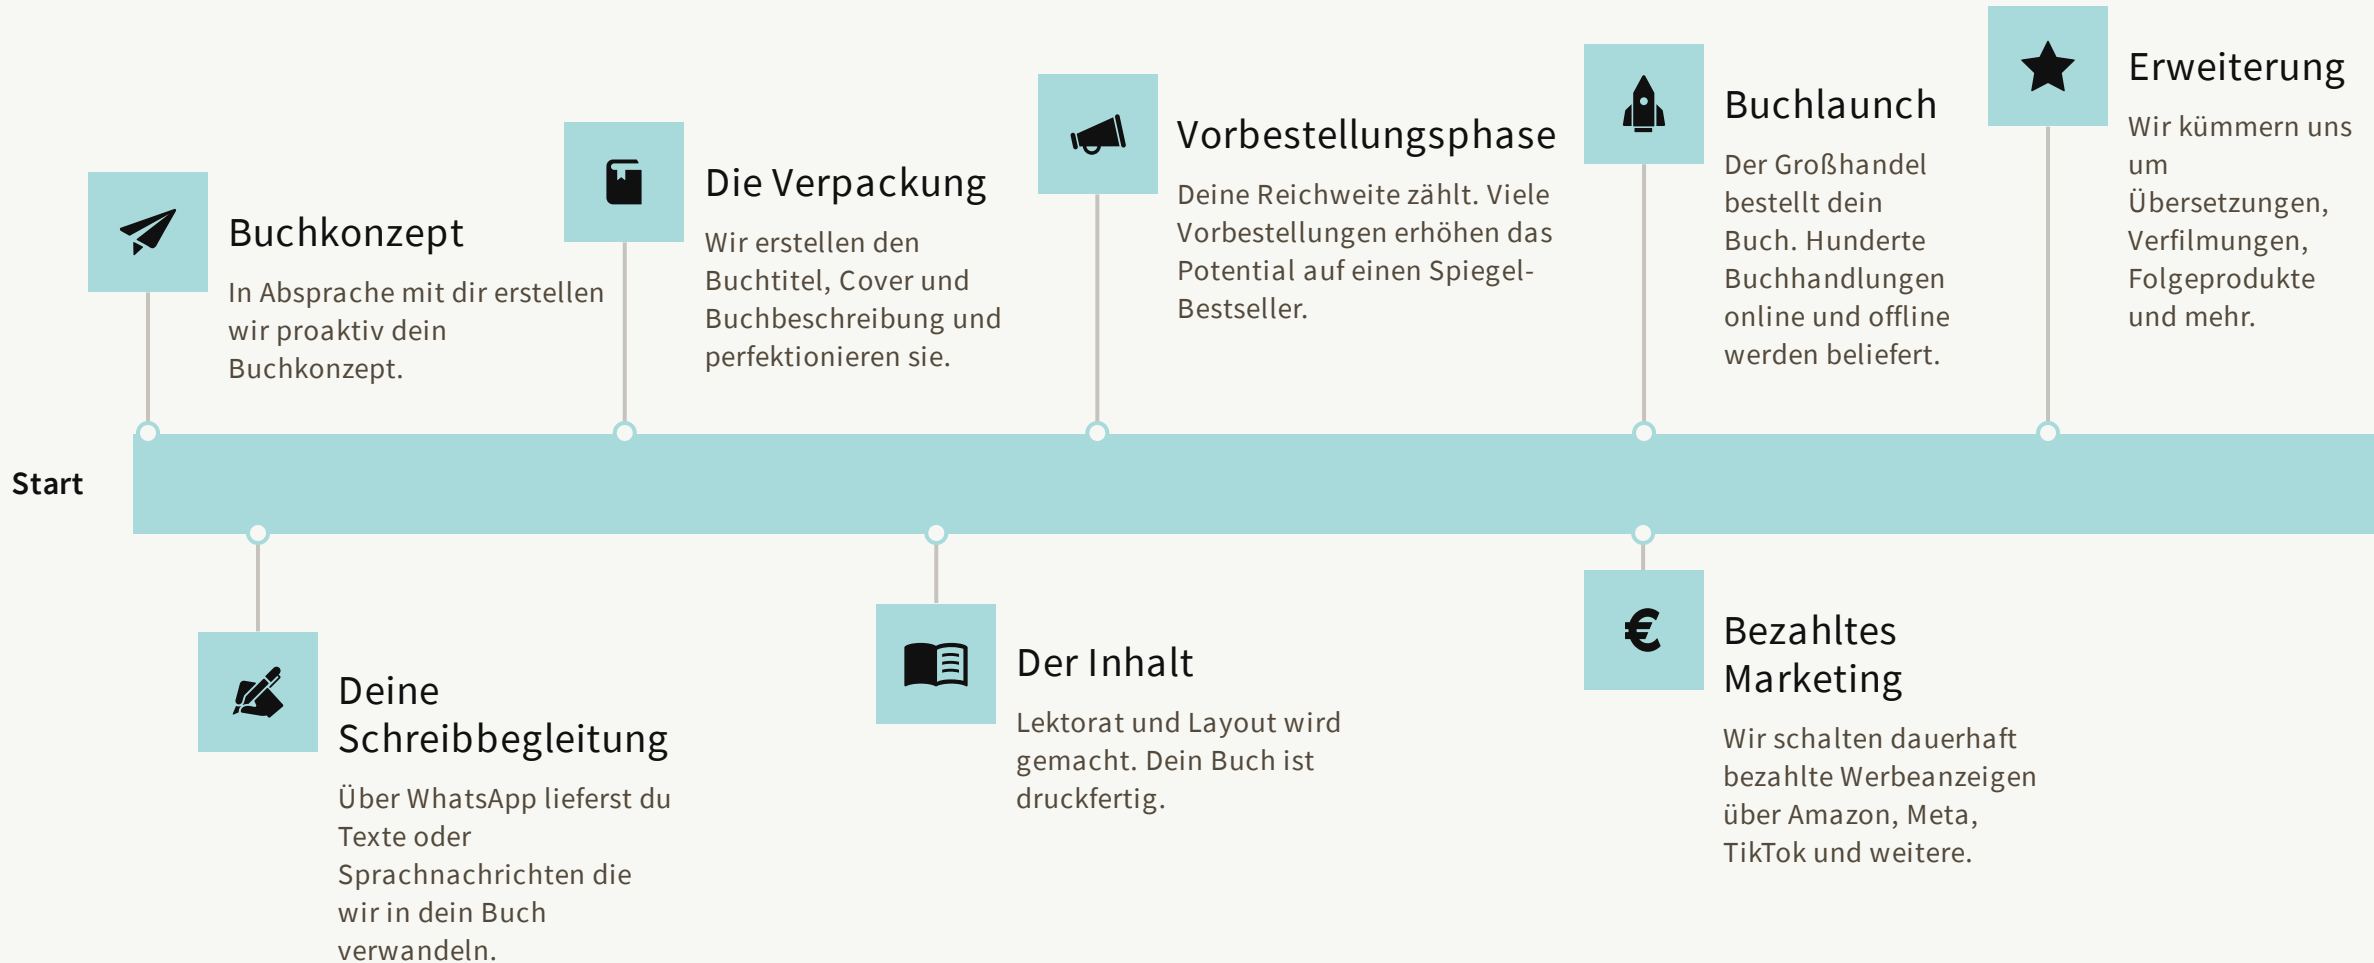 Buchkonzept
In Absprache mit dir erstellen
wir proaktiv dein
Buchkonzept.
Die Verpackung
Wir erstellen den
Buchtitel, Cover und
Buchbeschreibung und
perfektionieren sie.
Vorbestellungsphase
Deine Reichweite zählt. Viele
Vorbestellungen erhöhen das
Potential auf einen Spiegel-
Bestseller.
Buchlaunch
Der Großhandel
bestellt dein
Buch. Hunderte
Buchhandlungen
online und offline
werden beliefert.
Erweiterung
Wir kümmern uns
um
Übersetzungen,
Verfilmungen,
Folgeprodukte
und mehr.
Start
Deine
Schreibbegleitung
Über WhatsApp lieferst du
Texte oder
Sprachnachrichten die
wir in dein Buch
verwandeln.
Der Inhalt
Lektorat und Layout wird
gemacht. Dein Buch ist
druckfertig.
€
Bezahltes
Marketing
Wir schalten dauerhaft
bezahlte Werbeanzeigen
über Amazon, Meta,
TikTok und weitere.